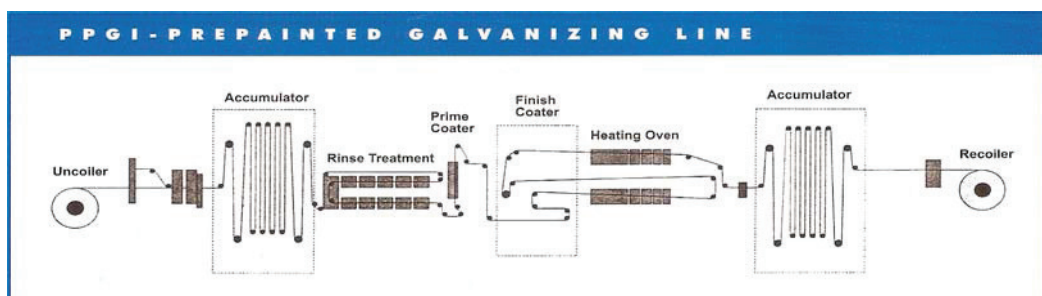 PPGI-PREPAINTED GALVANIZING LINE
Accumulator
Accumulator
Finish
Coater
Prime
Coater
Heating Oven
Rinse Treatment
Uncoiler
Recoiler